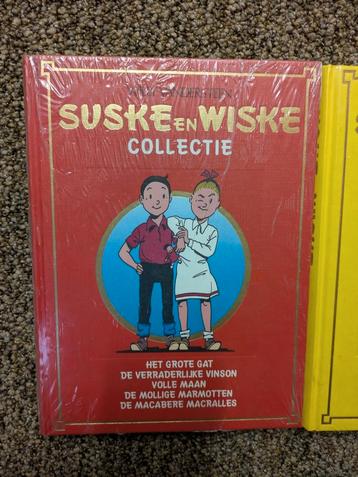 WILLY VANDERSTEEN
SUSKE EN WISKE
COLLECTIE
HET GROTE GAT
DE VERRADERLIJKE VINSON
VOLLE MAAN
DE MOLLIGE MARMOTTEN
DE MACABERE MACRALLES